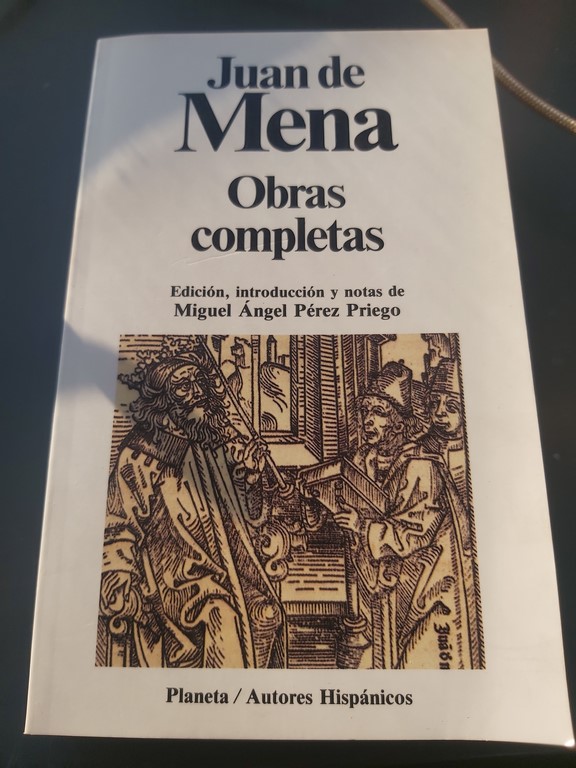 Juan de
Mena
Obras
completas
Edición, introducción y notas de
Miguel Ángel Pérez Priego
Planeta / Autores Hispánicos